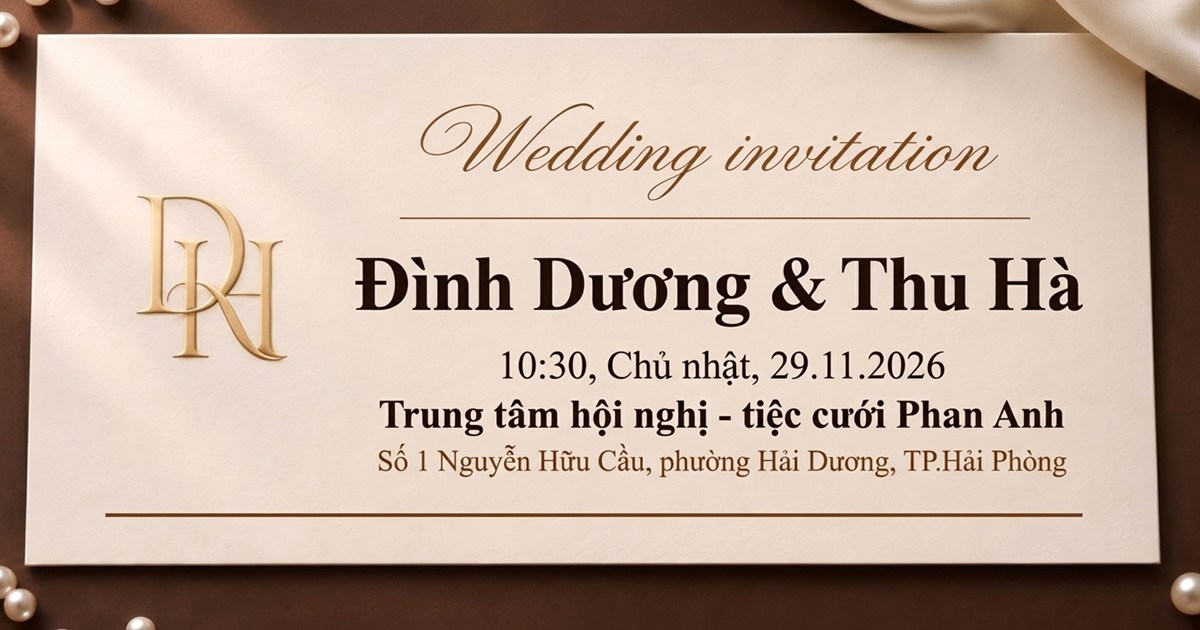 Wedding invitation
DH
Đình Dương & Thu Hà
10:30, Chủ nhật, 29.11.2026
Trung tâm hội nghị - tiệc cưới Phan Anh
Số 1 Nguyễn Hữu Cầu, phường Hải Dương, TP.Hải Phòng